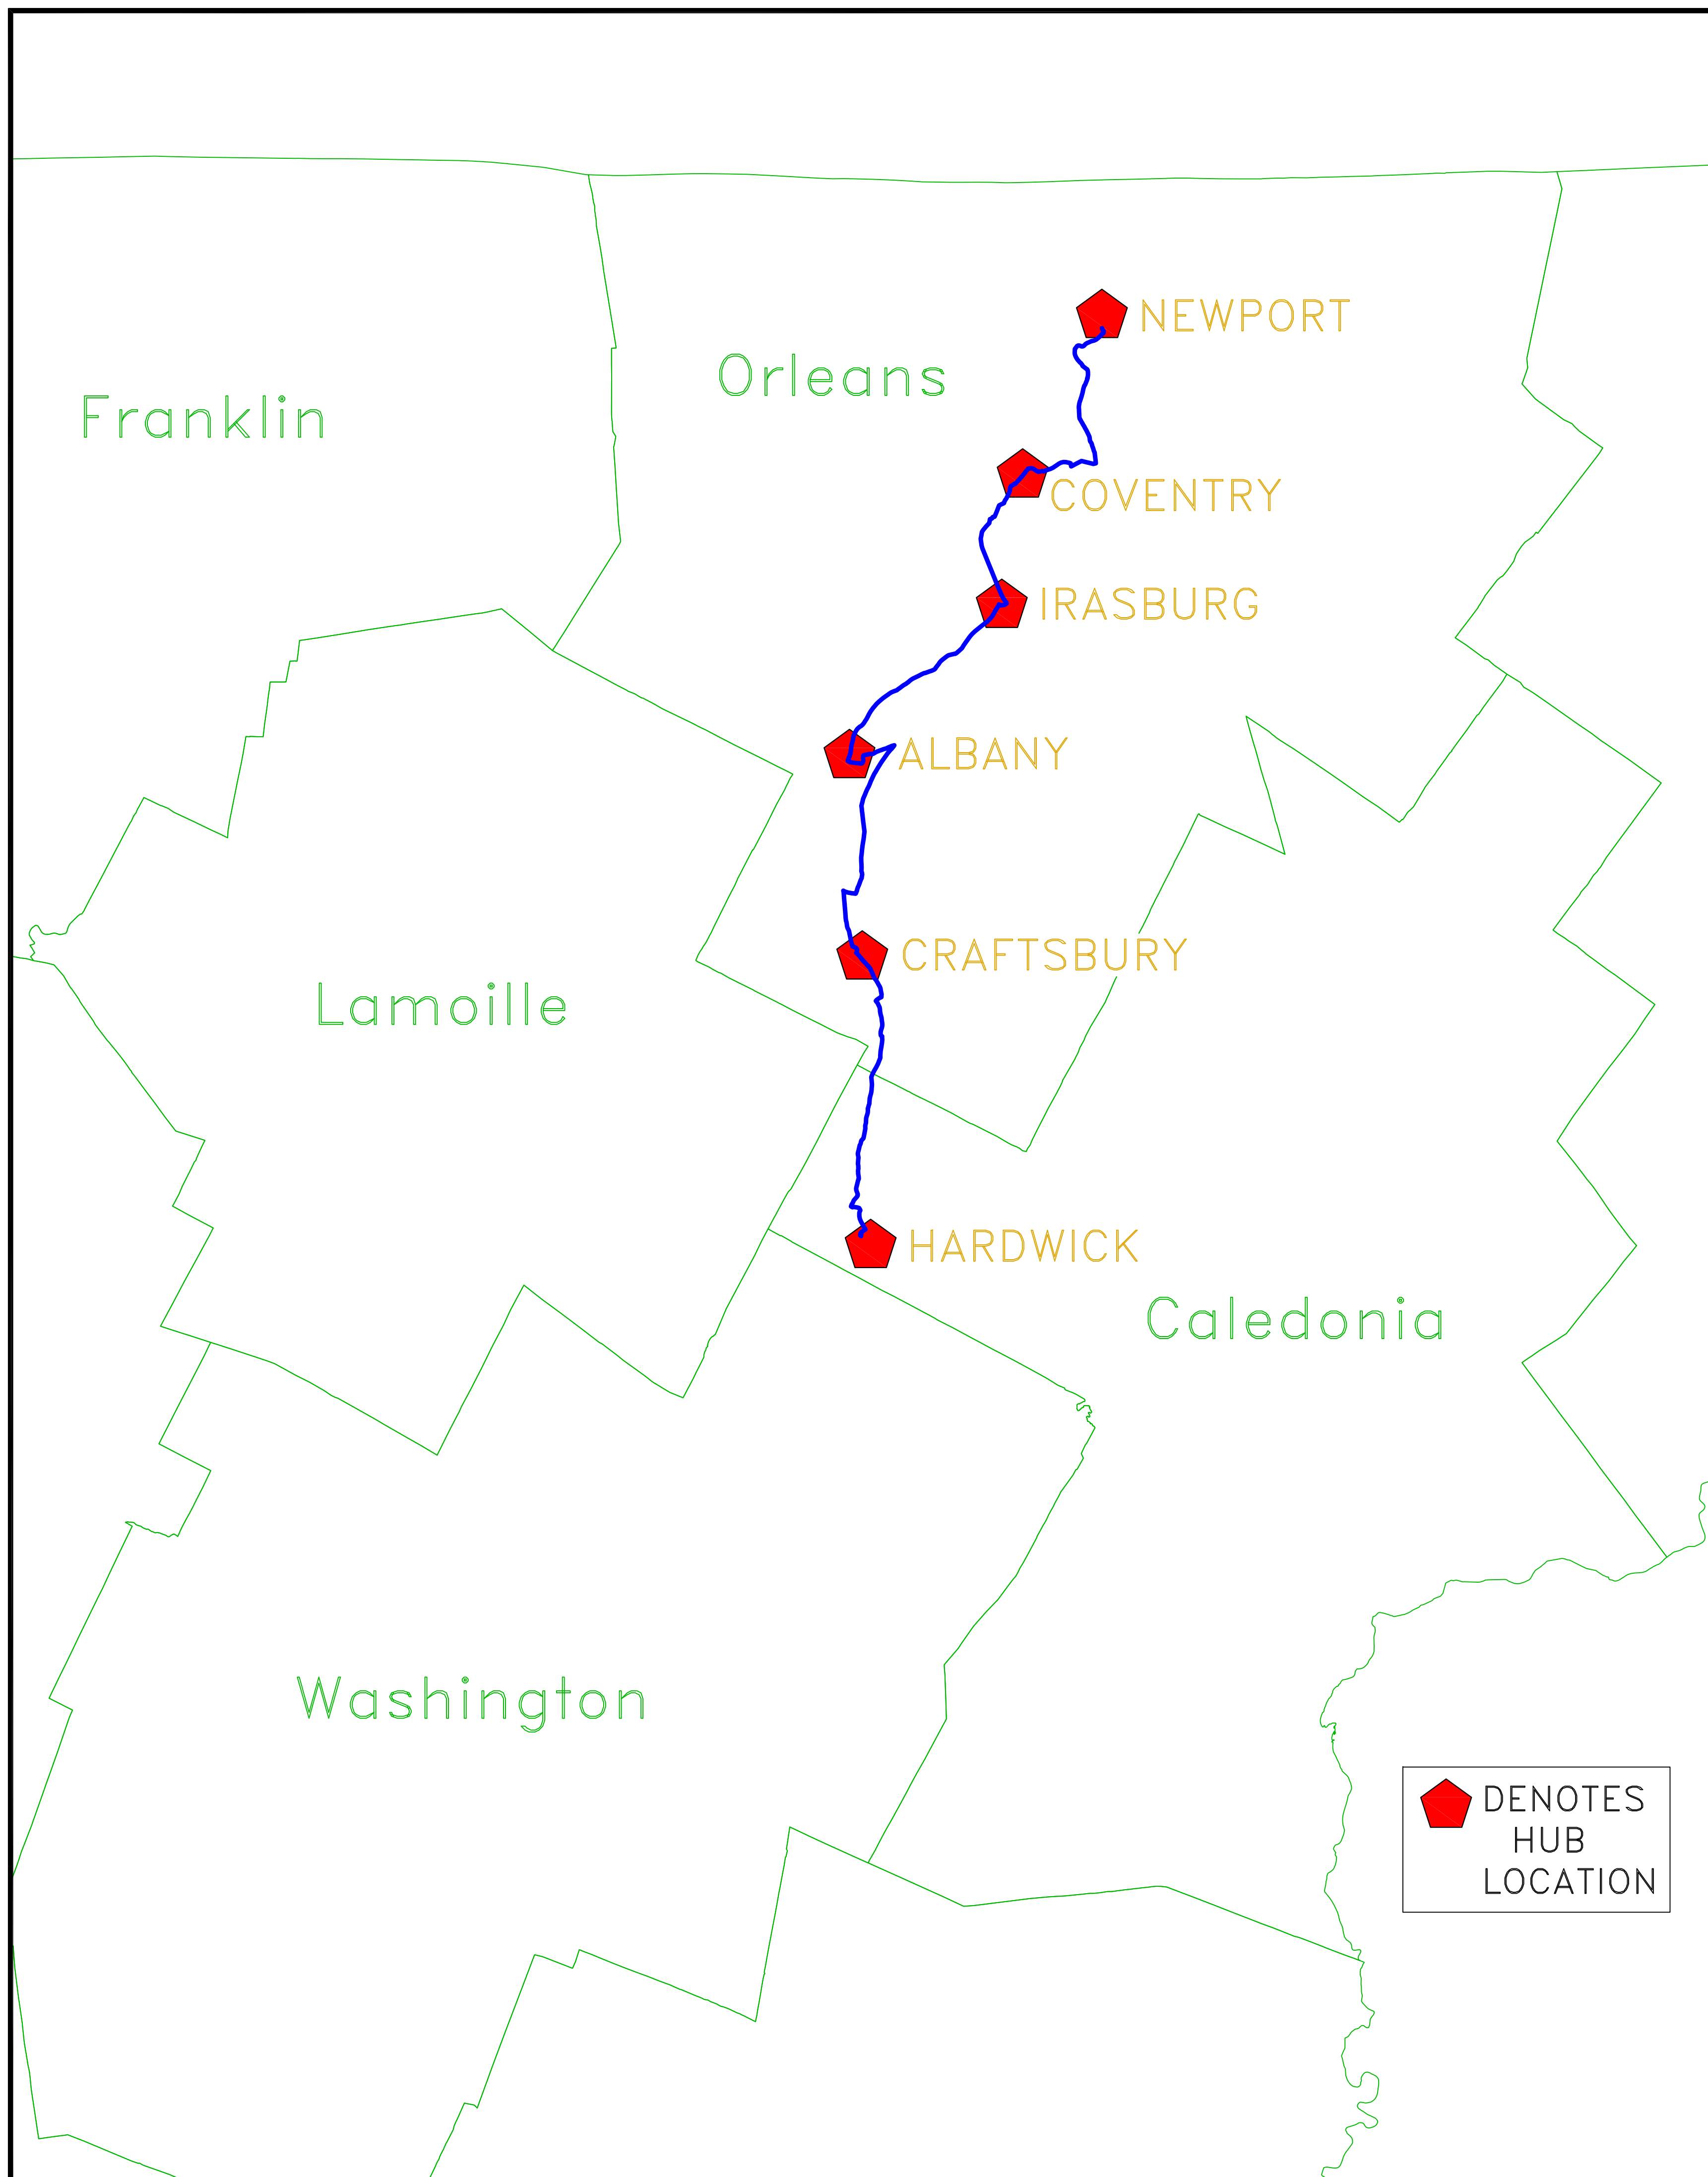 NEWPORT
Orleans
Franklin
COVENTRY
IRASBURG
ALBANY
CRAFTSBURY
Lamoille
HARDWICK
Caledonia
Washington
DENOTES
HUB
LOCATION